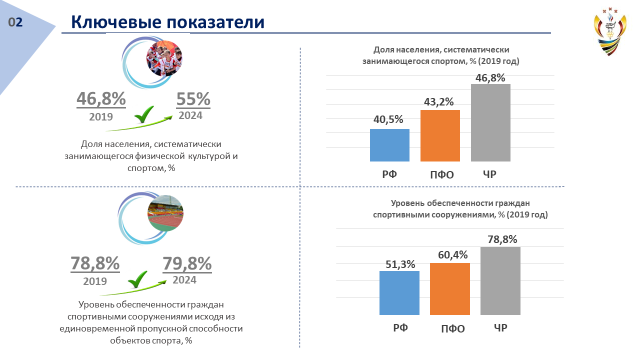 02
Ключевые показатели
46,8%
2019
55%
2024
Доля населения, систематически
занимающегося физической культурой и
спортом, %
Доля населения, систематически
занимающегося спортом, % (2019 год)
40,5%
43,2%
46,8%
РФ
ПФО
ЧР
78,8%
2019
79,8%
2024
Уровень обеспеченности граждан
спортивными сооружениями исходя из
единовременной пропускной способности
объектов спорта, %
Уровень обеспеченности граждан
спортивными сооружениями, % (2019 год)
51,3%
60,4%
78,8%
РФ
ПФО
ЧР